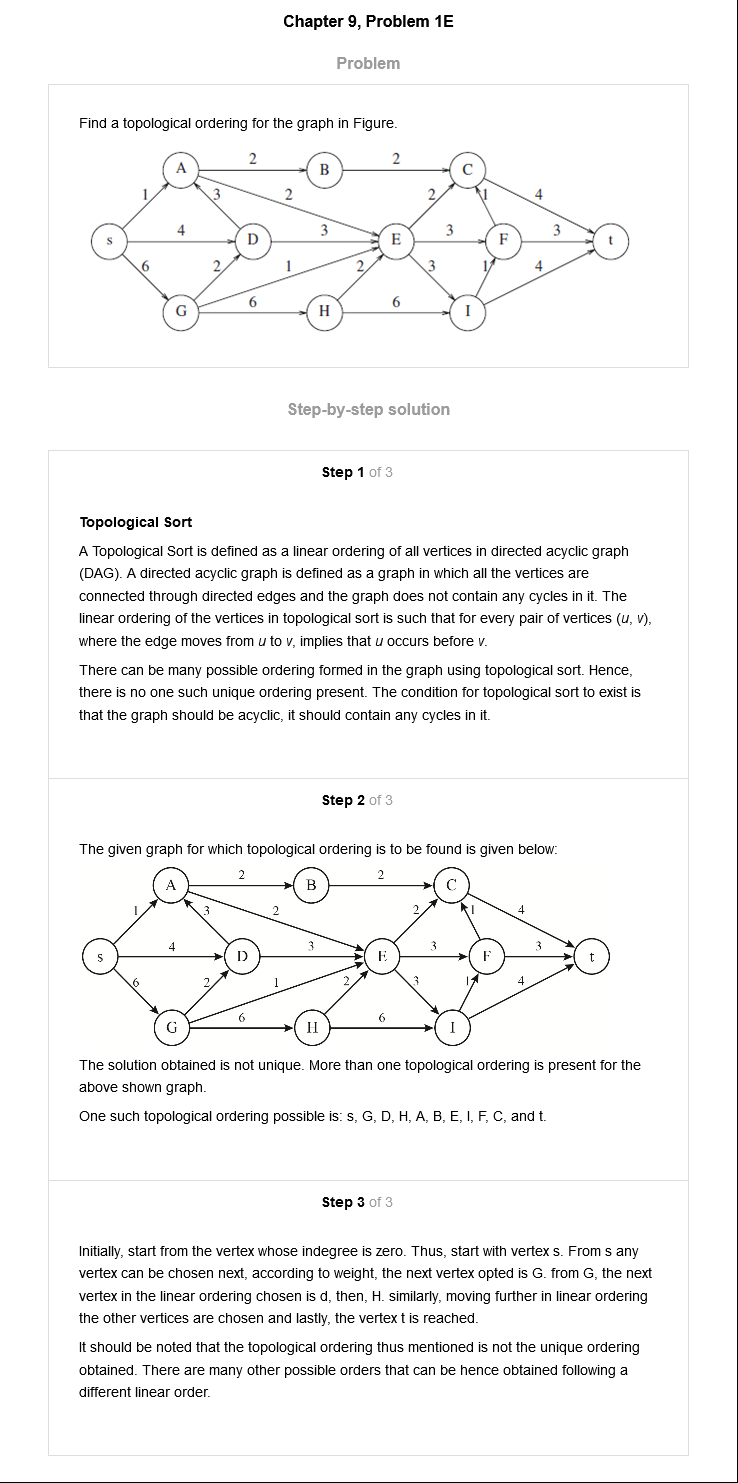 Chapter 9, Problem 1E
Problem
Find a topological ordering for the graph in Figure.
A 2 B 2 C
1 3 2 2 1 4
s 4 D 3 E 3 F 3 t
6 2 1 2 3 1 4
G 6 H 6 I
Step-by-step solution
Step 1 of 3
Topological Sort
A Topological Sort is defined as a linear ordering of all vertices in directed acyclic graph
(DAG). A directed acyclic graph is defined as a graph in which all the vertices are
connected through directed edges and the graph does not contain any cycles in it. The
linear ordering of the vertices in topological sort is such that for every pair of vertices (u, v),
where the edge moves from u to v, implies that u occurs before v.
There can be many possible ordering formed in the graph using topological sort. Hence,
there is no one such unique ordering present. The condition for topological sort to exist is
that the graph should be acyclic, it should contain any cycles in it.
Step 2 of 3
The given graph for which topological ordering is to be found is given below:
A 2 B 2 C
1 3 2 2 1 4
s 4 D 3 E 3 F 3 t
6 2 1 2 3 1 4
G 6 H 6 I
The solution obtained is not unique. More than one topological ordering is present for the
above shown graph.
One such topological ordering possible is: s, G, D, H, A, B, E, I, F, C, and t.
Step 3 of 3
Initially, start from the vertex whose indegree is zero. Thus, start with vertex s. From s any
vertex can be chosen next, according to weight, the next vertex opted is G. from G, the next
vertex in the linear ordering chosen is d, then, H. similarly, moving further in linear ordering
the other vertices are chosen and lastly, the vertex t is reached.
It should be noted that the topological ordering thus mentioned is not the unique ordering
obtained. There are many other possible orders that can be hence obtained following a
different linear order.